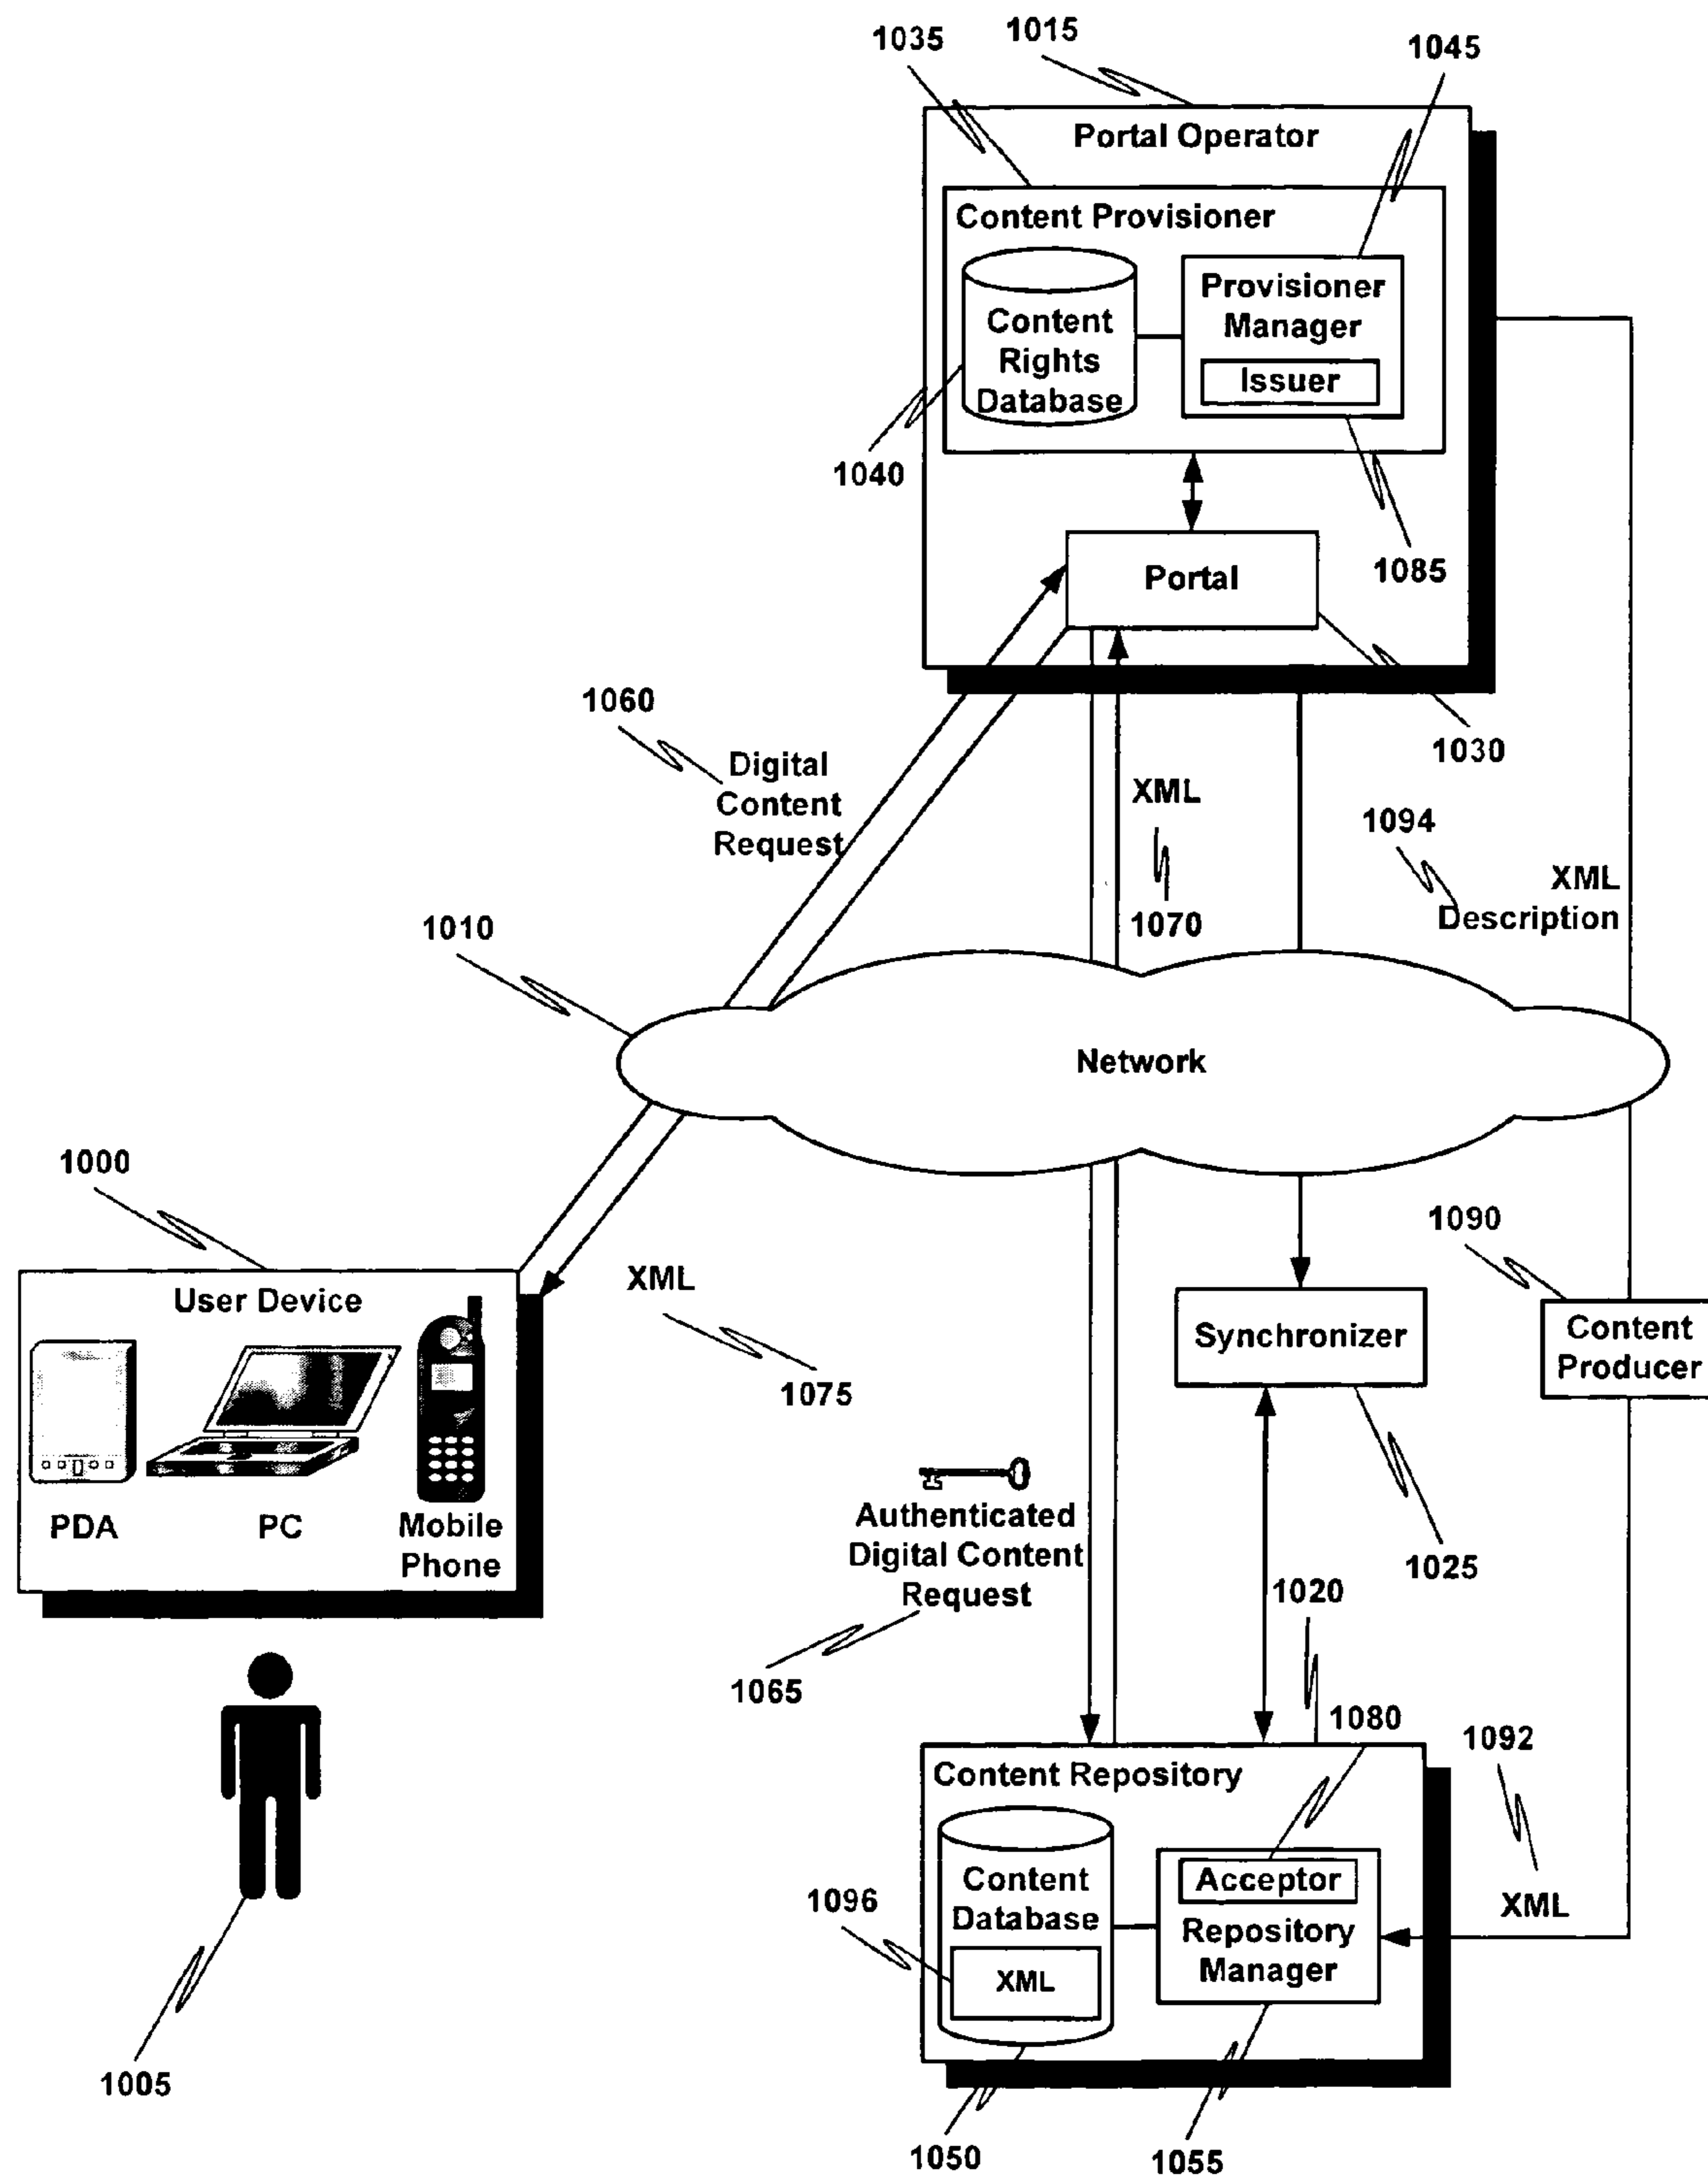 1035
1015
1045
Portal Operator
Content Provisioner
Content
Rights
Database
Provisioner
Manager
Issuer
1040
Portal
1085
1060
1030
Digital
Content
Request
XML
1070
1094
XML
Description
1010
Network
1000
1090
User Device
XML
1075
Synchronizer
Content
Producer
PDA
PC
Mobile
Phone
Authenticated
Digital Content
Request
1025
1020
1065
1080
1092
Content Repository
Content
Database
XML
Acceptor
Repository
Manager
1096
XML
1005
1050
1055